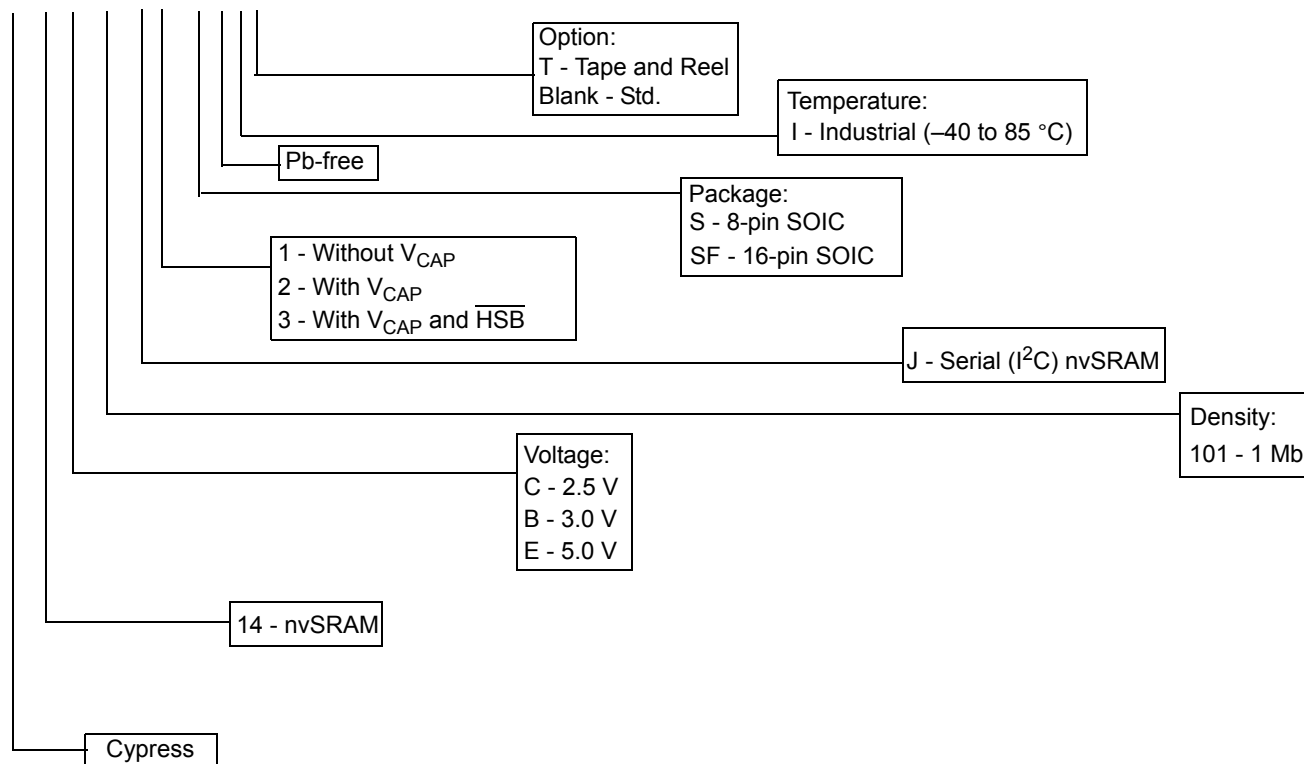 Option:
T - Tape and Reel
Blank - Std.
Temperature:
I - Industrial (–40 to 85 °C)
Pb-free
Package:
S - 8-pin SOIC
SF - 16-pin SOIC
1 - Without VCAP
2 - With VCAP
3 - With VCAP and H̅S̅B̅
J - Serial (I²C) nvSRAM
Density:
101 - 1 Mb
Voltage:
C - 2.5 V
B - 3.0 V
E - 5.0 V
14 - nvSRAM
Cypress